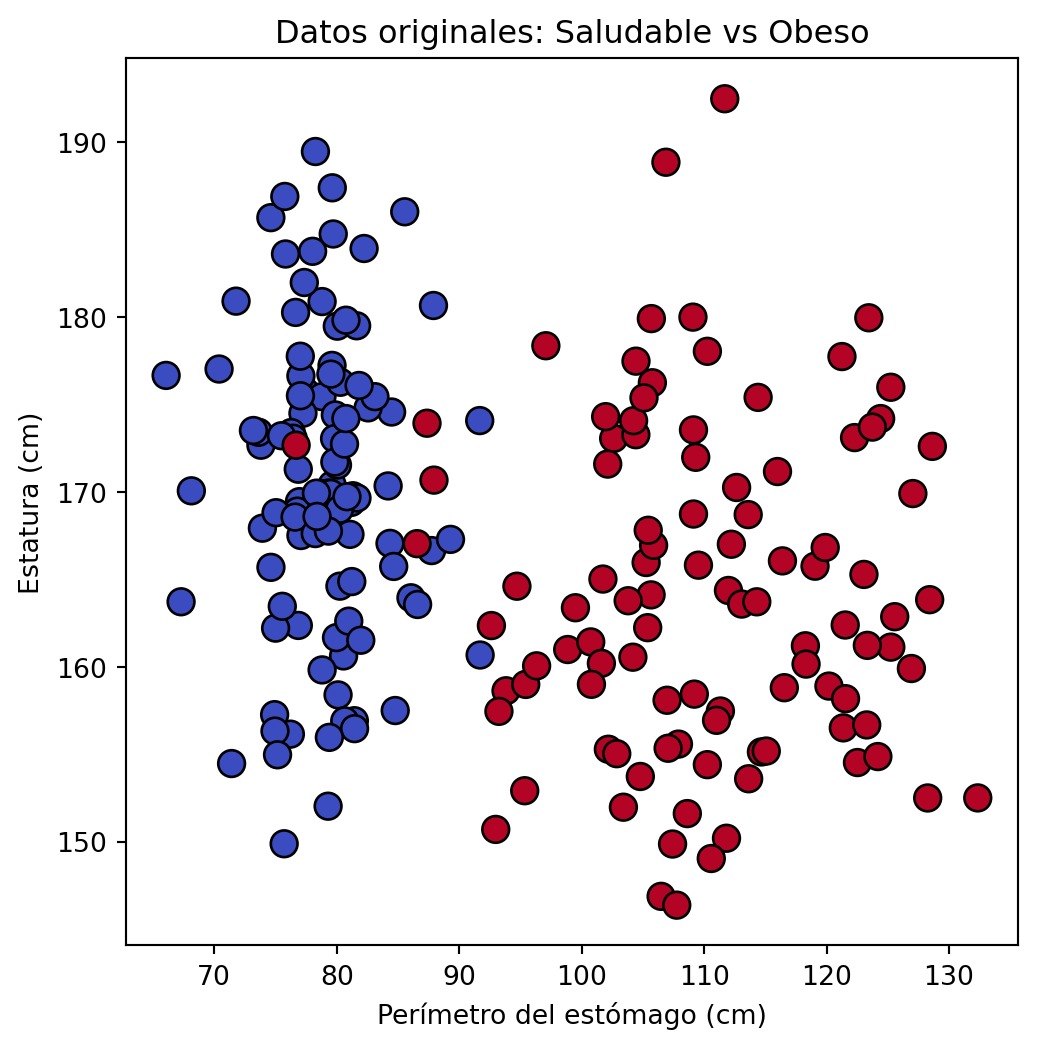 Datos originales: Saludable vs Obeso
190
180
170
160
150
Estatura (cm)
70 80 90 100 110 120 130
Perímetro del estómago (cm)